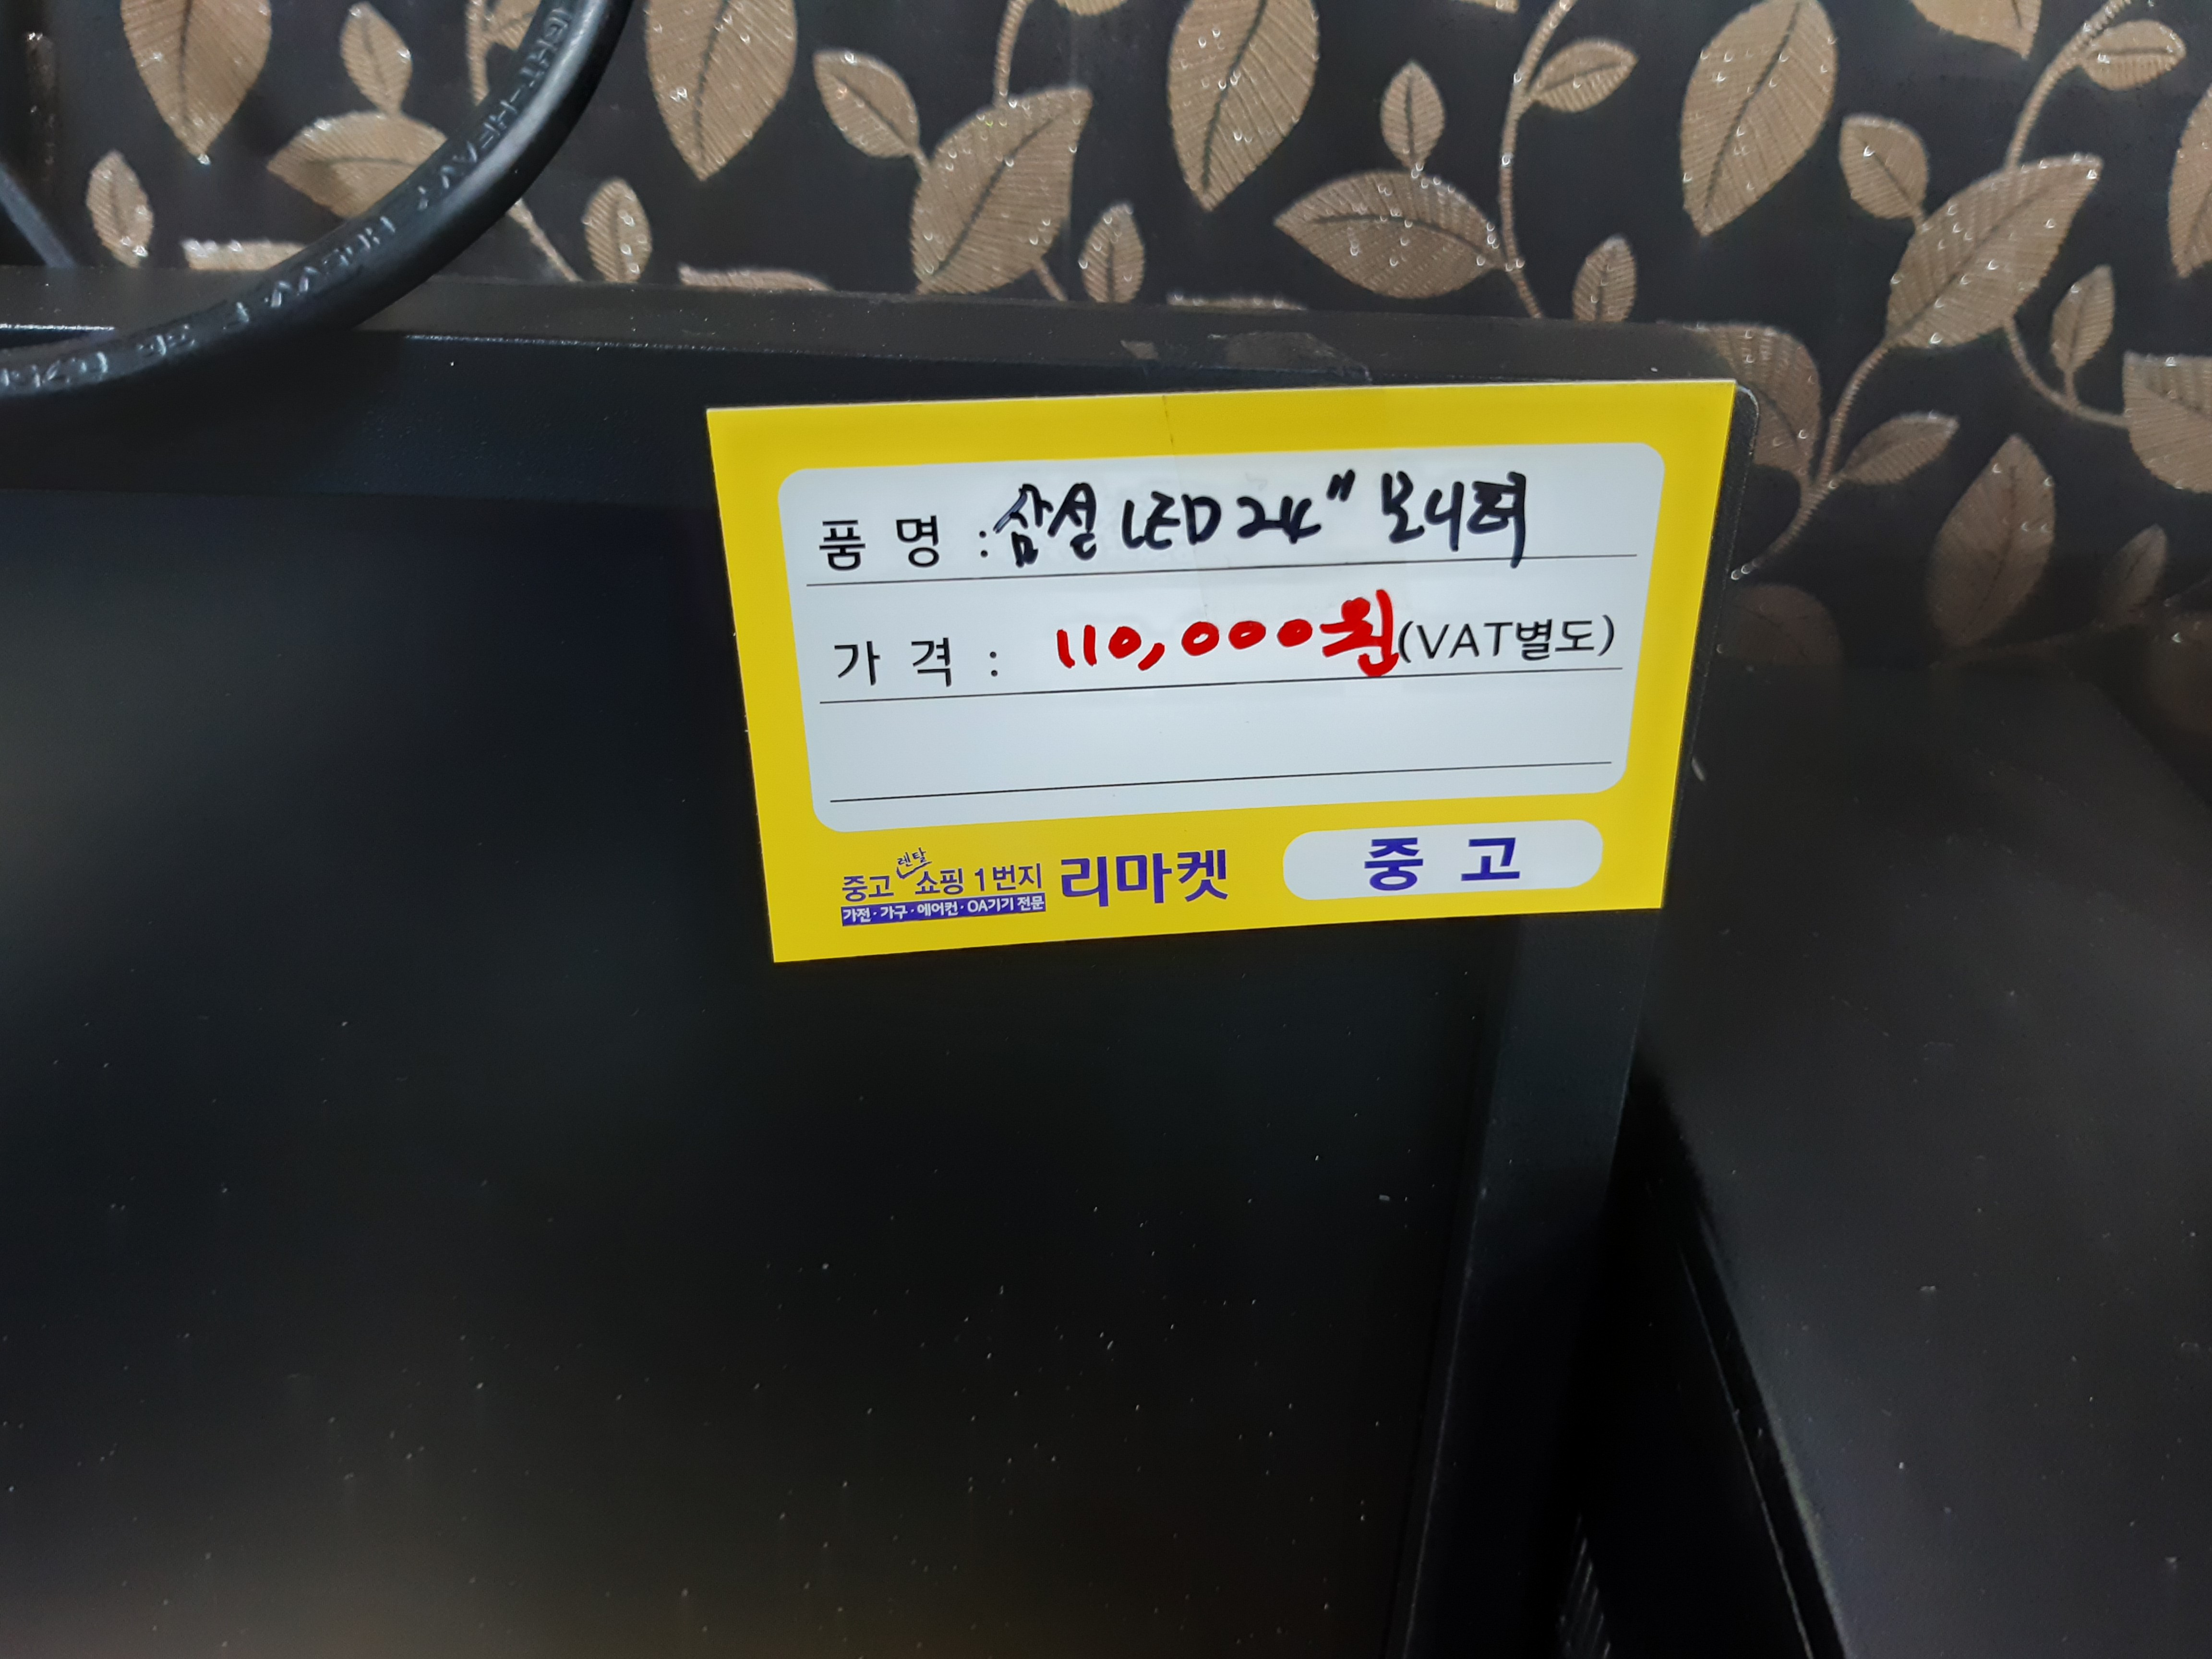 품 명 : 삼성 LED 24" 모니터
가 격 : 110,000원(VAT별도)
렌탈
중고 쇼핑 1번지 리마켓 중 고
가전·가구·에어컨·OA기기 전문